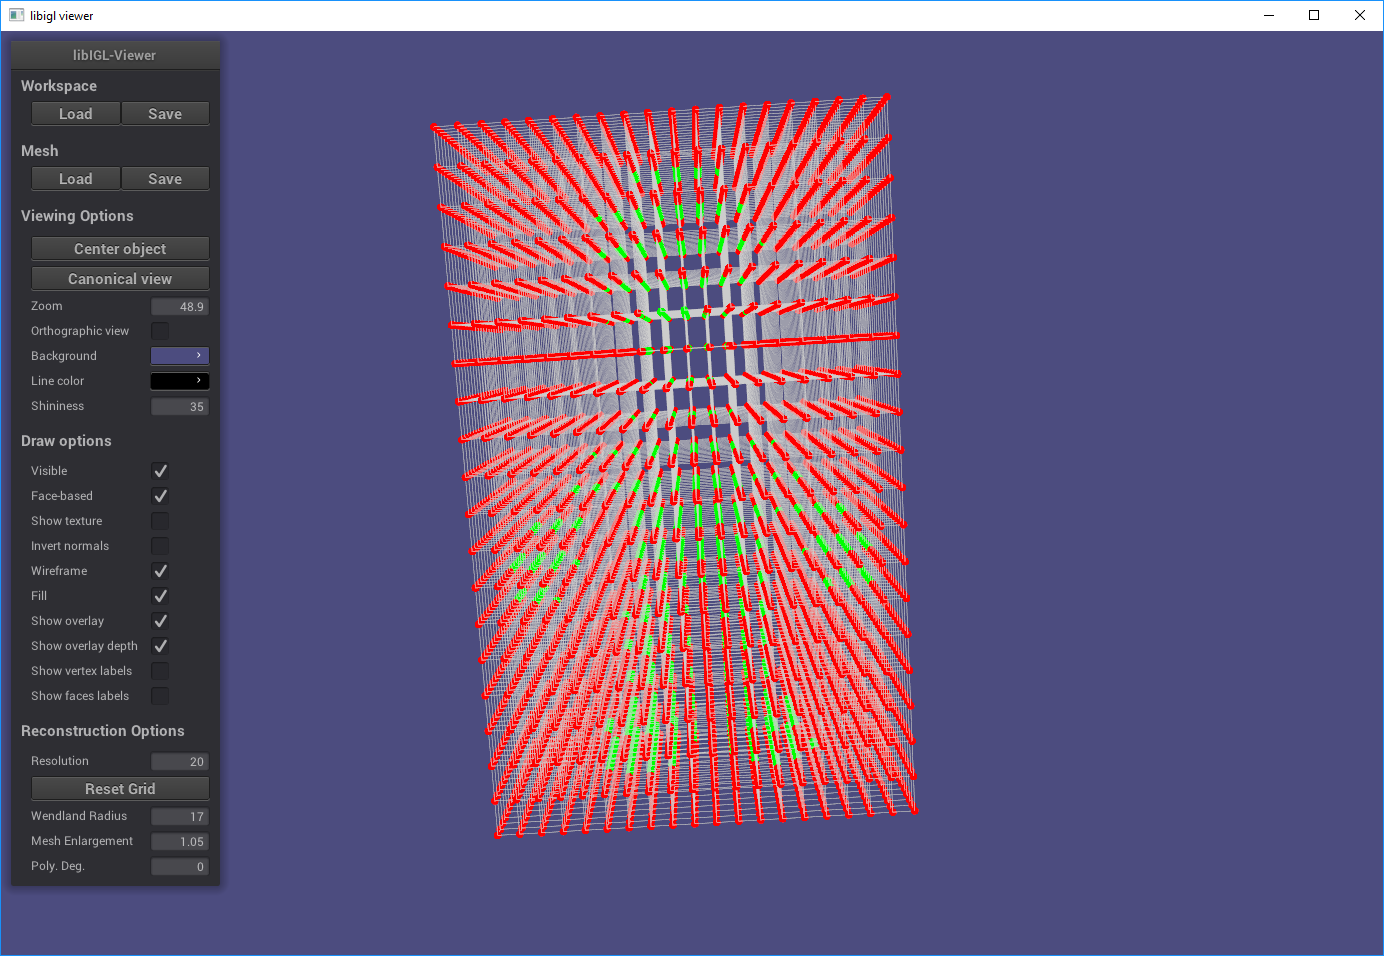 libigl viewer
libIGL-Viewer
Workspace
Load Save
Mesh
Load Save
Viewing Options
Center object
Canonical view
Zoom 48.9
Orthographic view
Background
Line color
Shininess 35
Draw options
Visible
Face-based
Show texture
Invert normals
Wireframe
Fill
Show overlay
Show overlay depth
Show vertex labels
Show faces labels
Reconstruction Options
Resolution 20
Reset Grid
Wendland Radius 17
Mesh Enlargement 1.05
Poly. Deg. 0